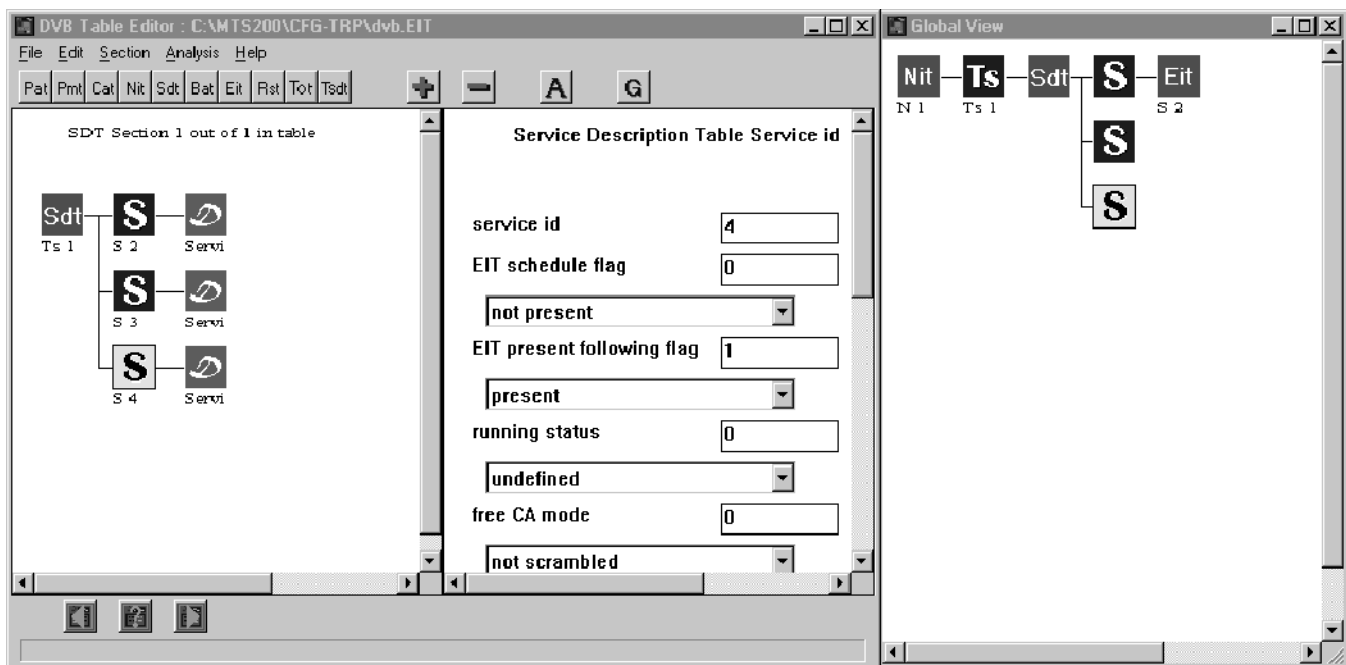 DVB Table Editor : C:\MTS200\CFG-TRP\dvb.EIT
File Edit Section Analysis Help
Pat Pmt Cat Nit Sdt Bat Eit Rst Tot Tsdt
A G
SDT Section 1 out of 1 in table
Sdt S
Ts 1 S 2 Servi
S
S 3 Servi
S
S 4 Servi
Service Description Table Service id
service id 4
EIT schedule flag 0
not present
EIT present following flag 1
present
running status 0
undefined
free CA mode 0
not scrambled
Global View
Nit Ts Sdt S Eit
N 1 Ts 1 S 2
S
S